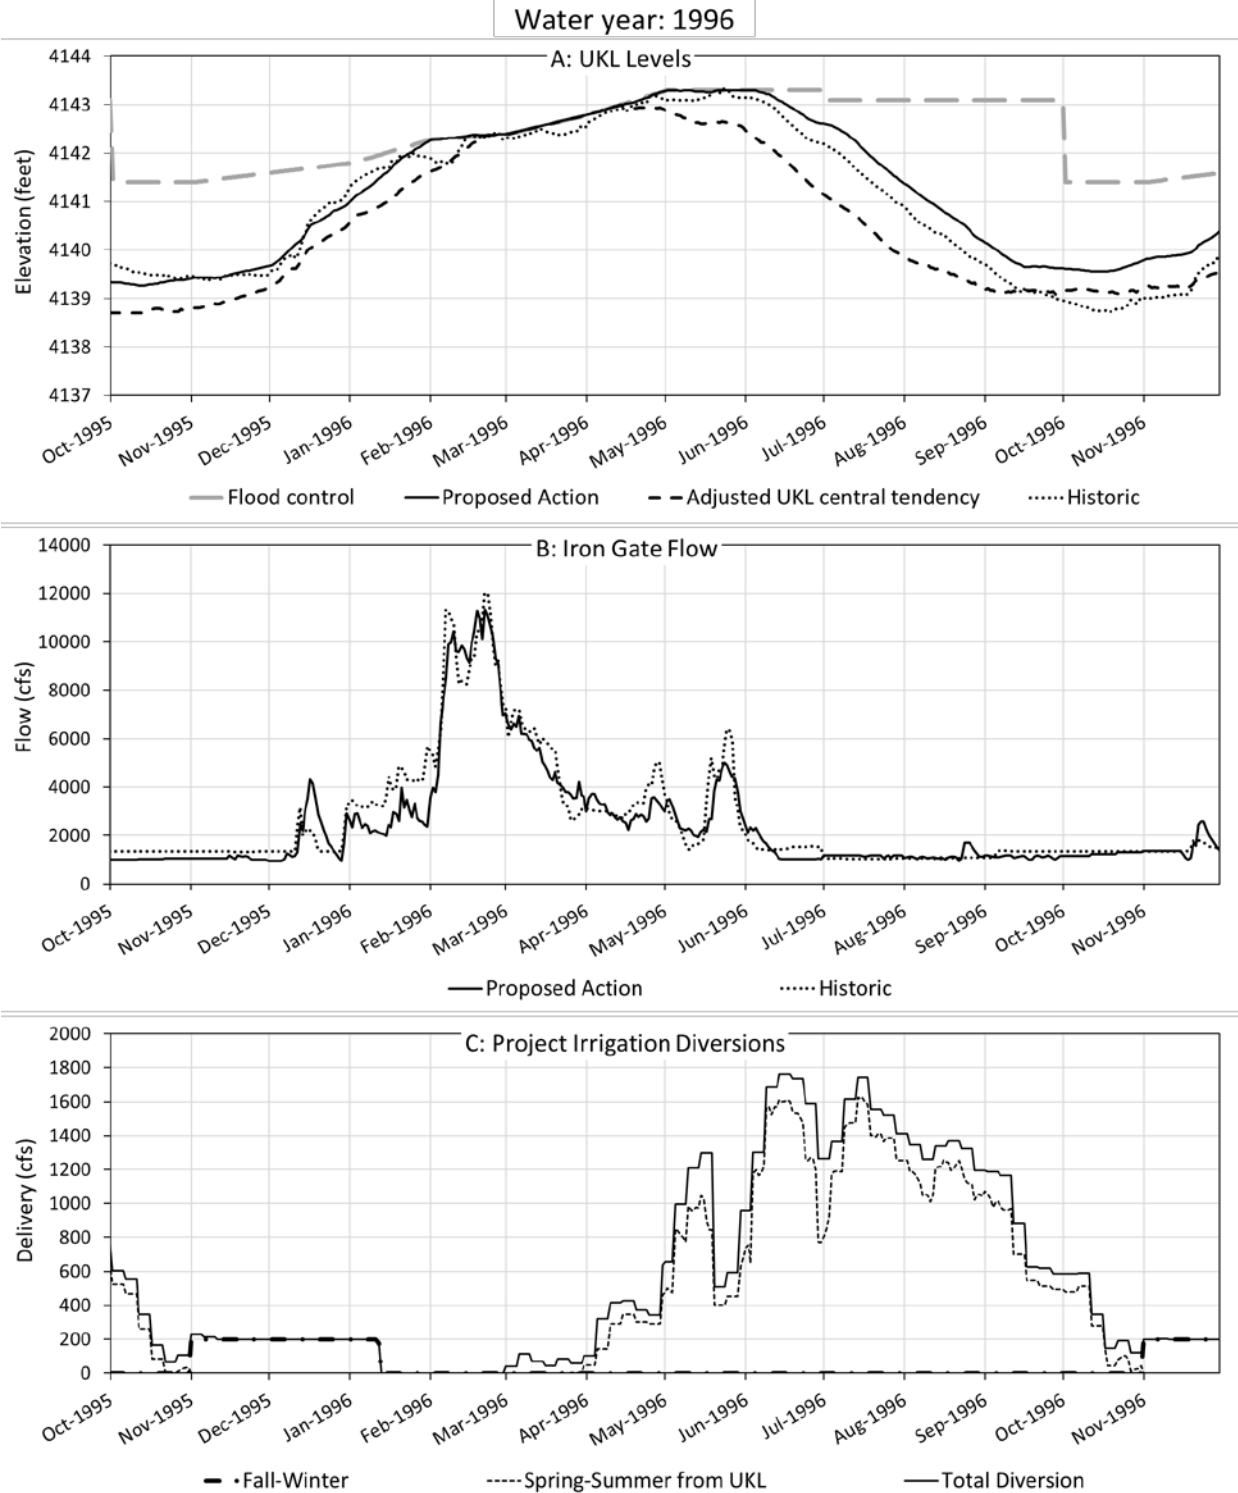 Water year: 1996
A: UKL Levels
Elevation (feet)
4144
4143
4142
4141
4140
4139
4138
4137
Oct-1995 Nov-1995 Dec-1995 Jan-1996 Feb-1996 Mar-1996 Apr-1996 May-1996 Jun-1996 Jul-1996 Aug-1996 Sep-1996 Oct-1996 Nov-1996
Flood control Proposed Action Adjusted UKL central tendency Historic
B: Iron Gate Flow
Flow (cfs)
14000
12000
10000
8000
6000
4000
2000
0
Oct-1995 Nov-1995 Dec-1995 Jan-1996 Feb-1996 Mar-1996 Apr-1996 May-1996 Jun-1996 Jul-1996 Aug-1996 Sep-1996 Oct-1996 Nov-1996
Proposed Action Historic
C: Project Irrigation Diversions
Delivery (cfs)
2000
1800
1600
1400
1200
1000
800
600
400
200
0
Oct-1995 Nov-1995 Dec-1995 Jan-1996 Feb-1996 Mar-1996 Apr-1996 May-1996 Jun-1996 Jul-1996 Aug-1996 Sep-1996 Oct-1996 Nov-1996
Fall-Winter Spring-Summer from UKL Total Diversion